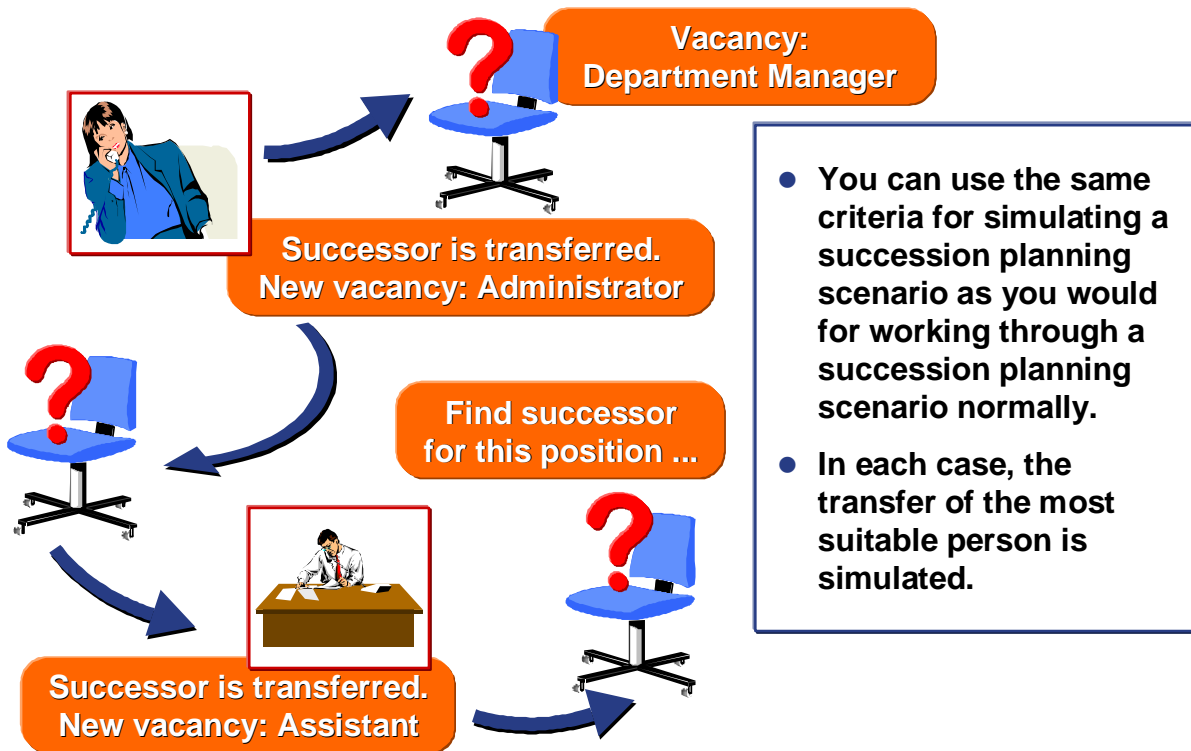 Vacancy:
Department Manager
Successor is transferred.
New vacancy: Administrator
Find successor
for this position ...
Successor is transferred.
New vacancy: Assistant
● You can use the same
criteria for simulating a
succession planning
scenario as you would
for working through a
succession planning
scenario normally.
● In each case, the
transfer of the most
suitable person is
simulated.